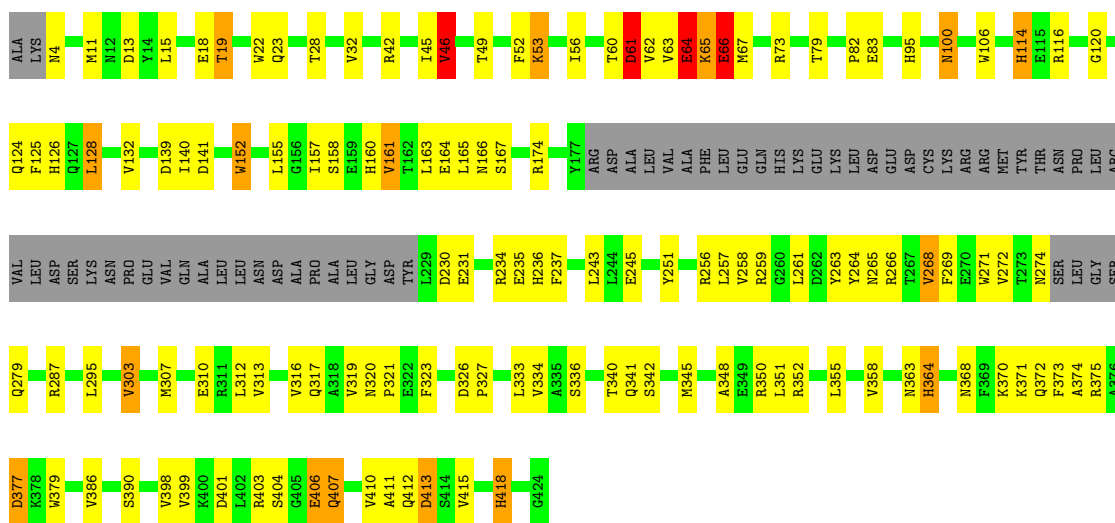 ALA LYS N4 M11 N12 D13 Y14 L15 E18 T19 W22 Q23 T28 V32 R42 I45 V46 T49 F52 K53 I56 T60 D61 V62 V63 E64 K65 E66 M67 R73 T79 P82 E83 H95 N100 W106 H114 E115 R116 G120
Q124 F125 H126 Q127 L128 V132 D139 I140 D141 W152 L155 G156 I157 S158 E159 H160 V161 T162 L163 E164 L165 N166 S167 R174 Y177 ARG ASP ALA LEU VAL ALA PHE LEU GLU GLN HIS LYS GLU LYS LEU ASP GLU ASP CYS LYS ARG ARG MET TYR THR ASN PRO LEU ARG
VAL LEU ASP SER LYS ASN PRO GLU VAL GLN ALA LEU LEU ASN ASP ALA PRO ALA LEU GLY ASP TYR L229 D230 E231 R234 E235 H236 F237 L243 L244 E245 Y251 R256 L257 V258 R259 G260 L261 D262 Y263 Y264 N265 R266 T267 V268 F269 E270 W271 V272 T273 N274 SER LEU GLY SER
Q279 R287 L295 V303 M307 E310 R311 L312 V313 V316 Q317 A318 V319 N320 P321 E322 F323 D326 P327 L333 V334 A335 S336 T340 Q341 S342 M345 A348 E349 R350 L351 R352 L355 V358 N363 H364 N368 F369 K370 K371 Q372 F373 A374 R375 A376
D377 K378 W379 V386 S390 V398 V399 K400 D401 L402 R403 S404 G405 E406 Q407 V410 A411 Q412 D413 S414 V415 H418 G424